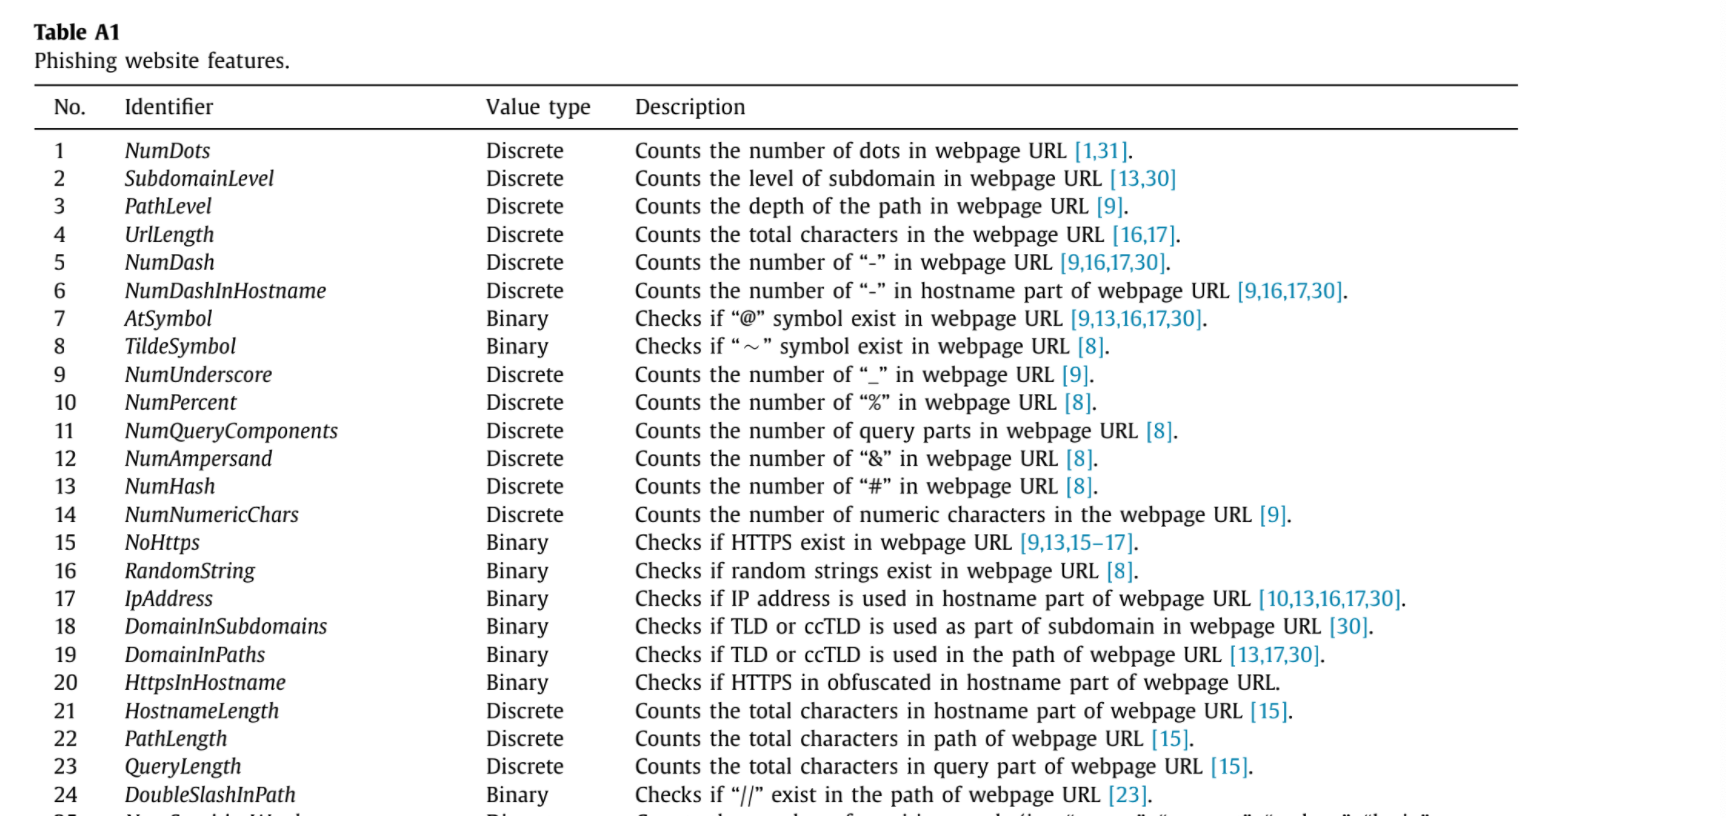 Table A1
Phishing website features.
No. Identifier Value type Description
1 NumDots Discrete Counts the number of dots in webpage URL [1,31].
2 SubdomainLevel Discrete Counts the level of subdomain in webpage URL [13,30]
3 PathLevel Discrete Counts the depth of the path in webpage URL [9].
4 UrlLength Discrete Counts the total characters in the webpage URL [16,17].
5 NumDash Discrete Counts the number of “-” in webpage URL [9,16,17,30].
6 NumDashInHostname Discrete Counts the number of “-” in hostname part of webpage URL [9,16,17,30].
7 AtSymbol Binary Checks if “@” symbol exist in webpage URL [9,13,16,17,30].
8 TildeSymbol Binary Checks if “∼” symbol exist in webpage URL [8].
9 NumUnderscore Discrete Counts the number of “_” in webpage URL [9].
10 NumPercent Discrete Counts the number of “%” in webpage URL [8].
11 NumQueryComponents Discrete Counts the number of query parts in webpage URL [8].
12 NumAmpersand Discrete Counts the number of “&” in webpage URL [8].
13 NumHash Discrete Counts the number of “#” in webpage URL [8].
14 NumNumericChars Discrete Counts the number of numeric characters in the webpage URL [9].
15 NoHttps Binary Checks if HTTPS exist in webpage URL [9,13,15–17].
16 RandomString Binary Checks if random strings exist in webpage URL [8].
17 IpAddress Binary Checks if IP address is used in hostname part of webpage URL [10,13,16,17,30].
18 DomainInSubdomains Binary Checks if TLD or ccTLD is used as part of subdomain in webpage URL [30].
19 DomainInPaths Binary Checks if TLD or ccTLD is used in the path of webpage URL [13,17,30].
20 HttpsInHostname Binary Checks if HTTPS in obfuscated in hostname part of webpage URL.
21 HostnameLength Discrete Counts the total characters in hostname part of webpage URL [15].
22 PathLength Discrete Counts the total characters in path of webpage URL [15].
23 QueryLength Discrete Counts the total characters in query part of webpage URL [15].
24 DoubleSlashInPath Binary Checks if “//” exist in the path of webpage URL [23].